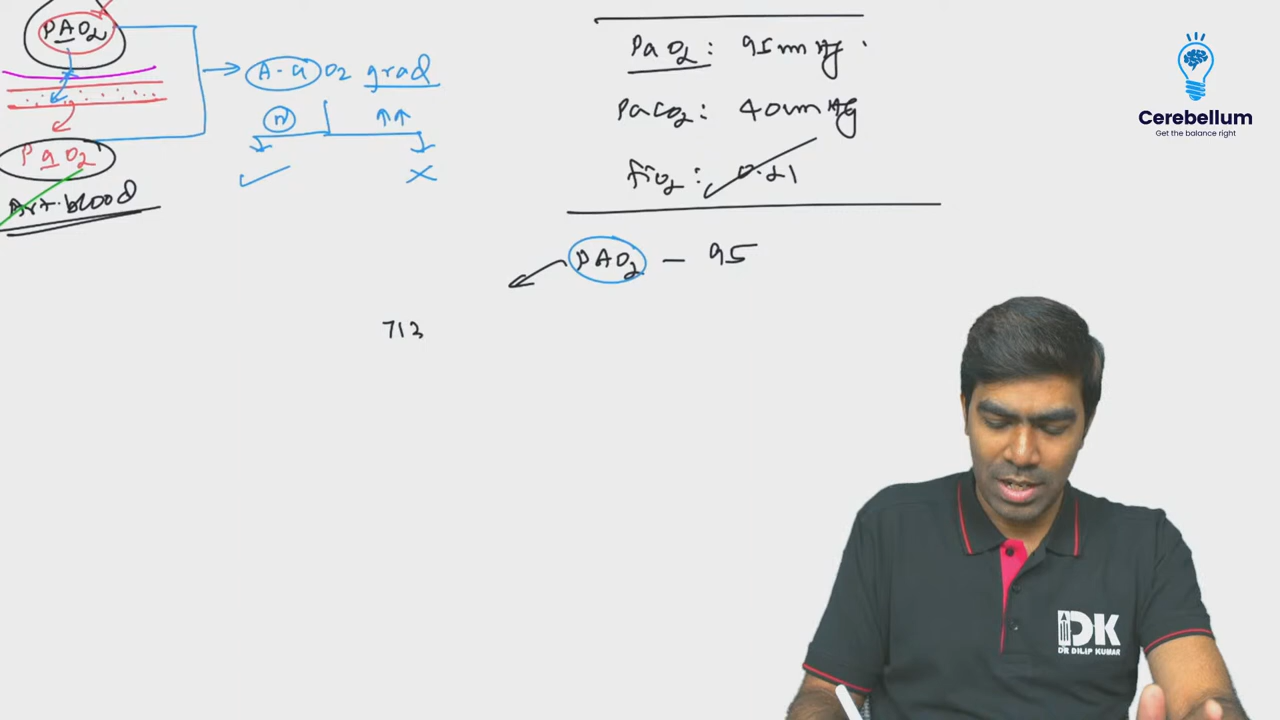 PAO2
A-a O2 grad
n ↑↑
✓ ×
PaO2
Art. blood
PaO2 : 95mmHg
PaCO2 : 40mmHg
fiO2 : 0.21
PAO2 — 95
713
Cerebellum
Get the balance right
DK
DR DILIP KUMAR